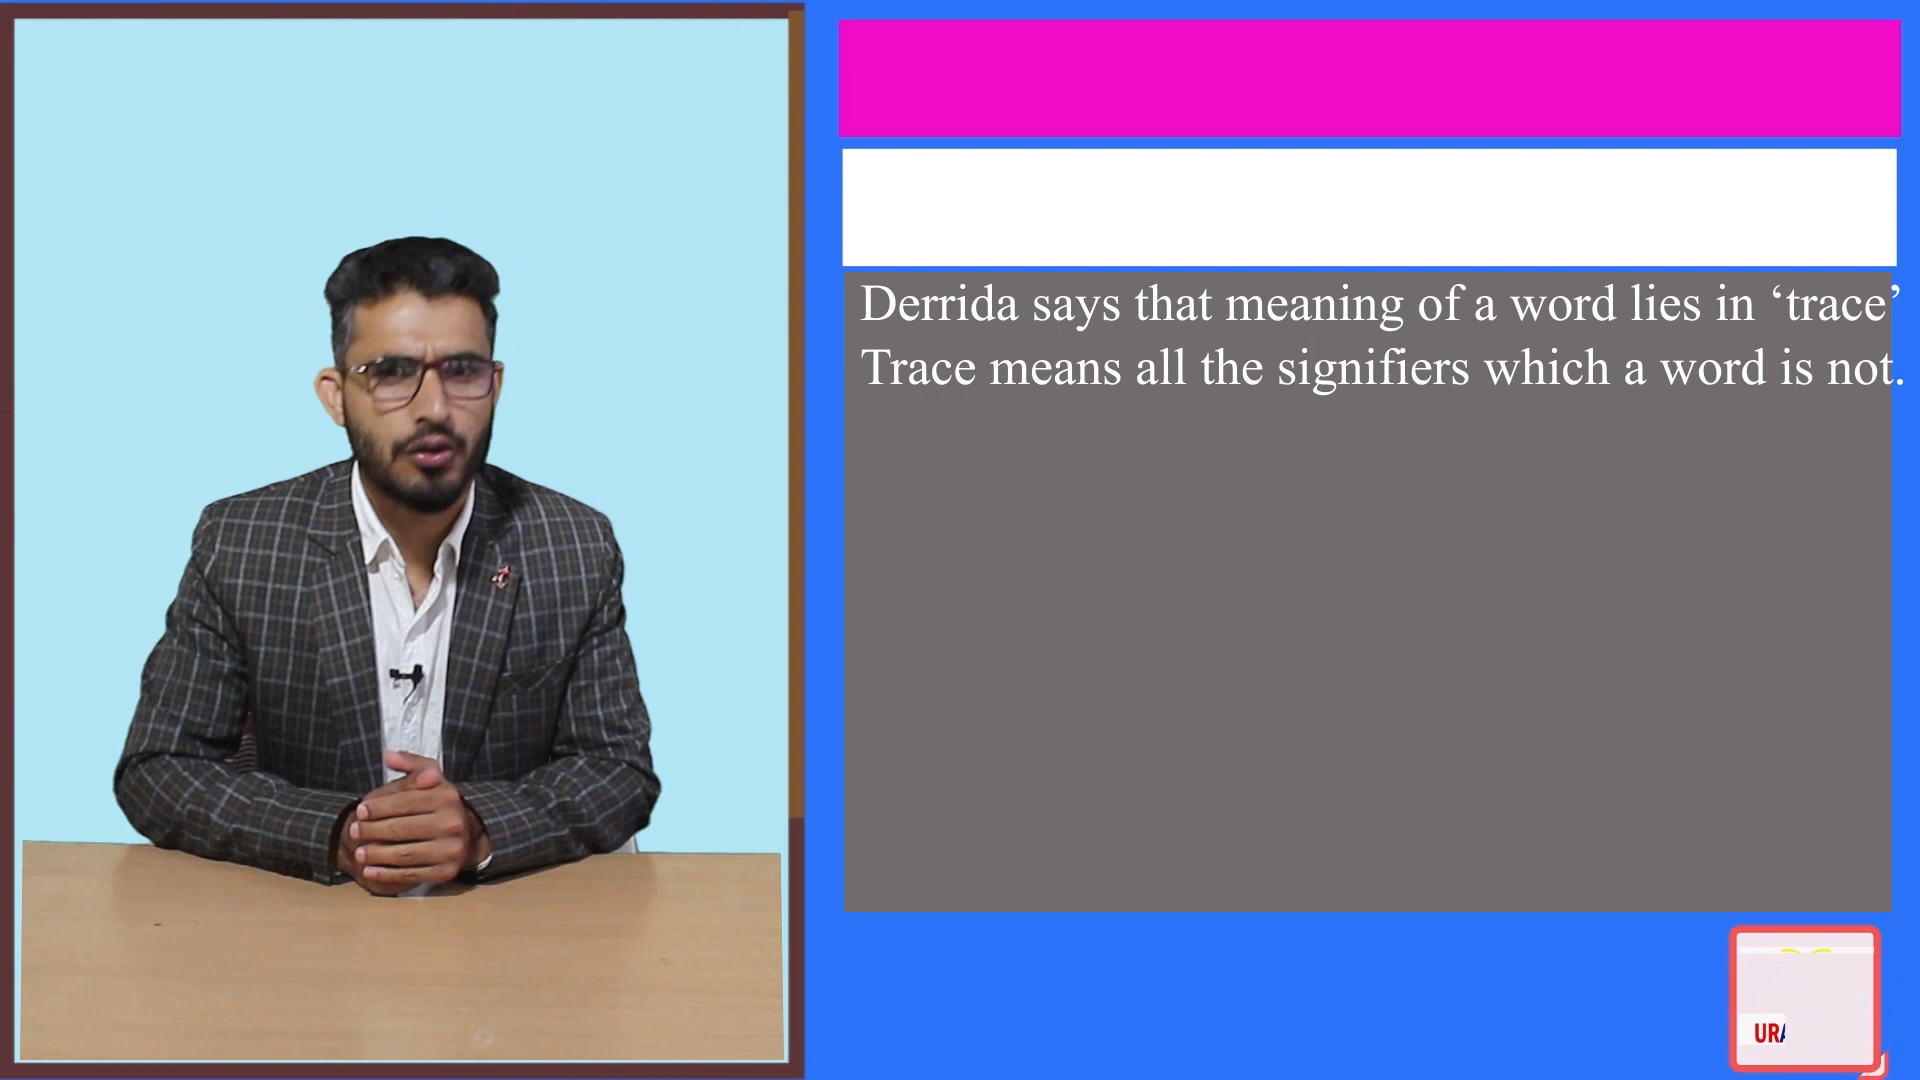 Derrida says that meaning of a word lies in ‘trace’
Trace means all the signifiers which a word is not.